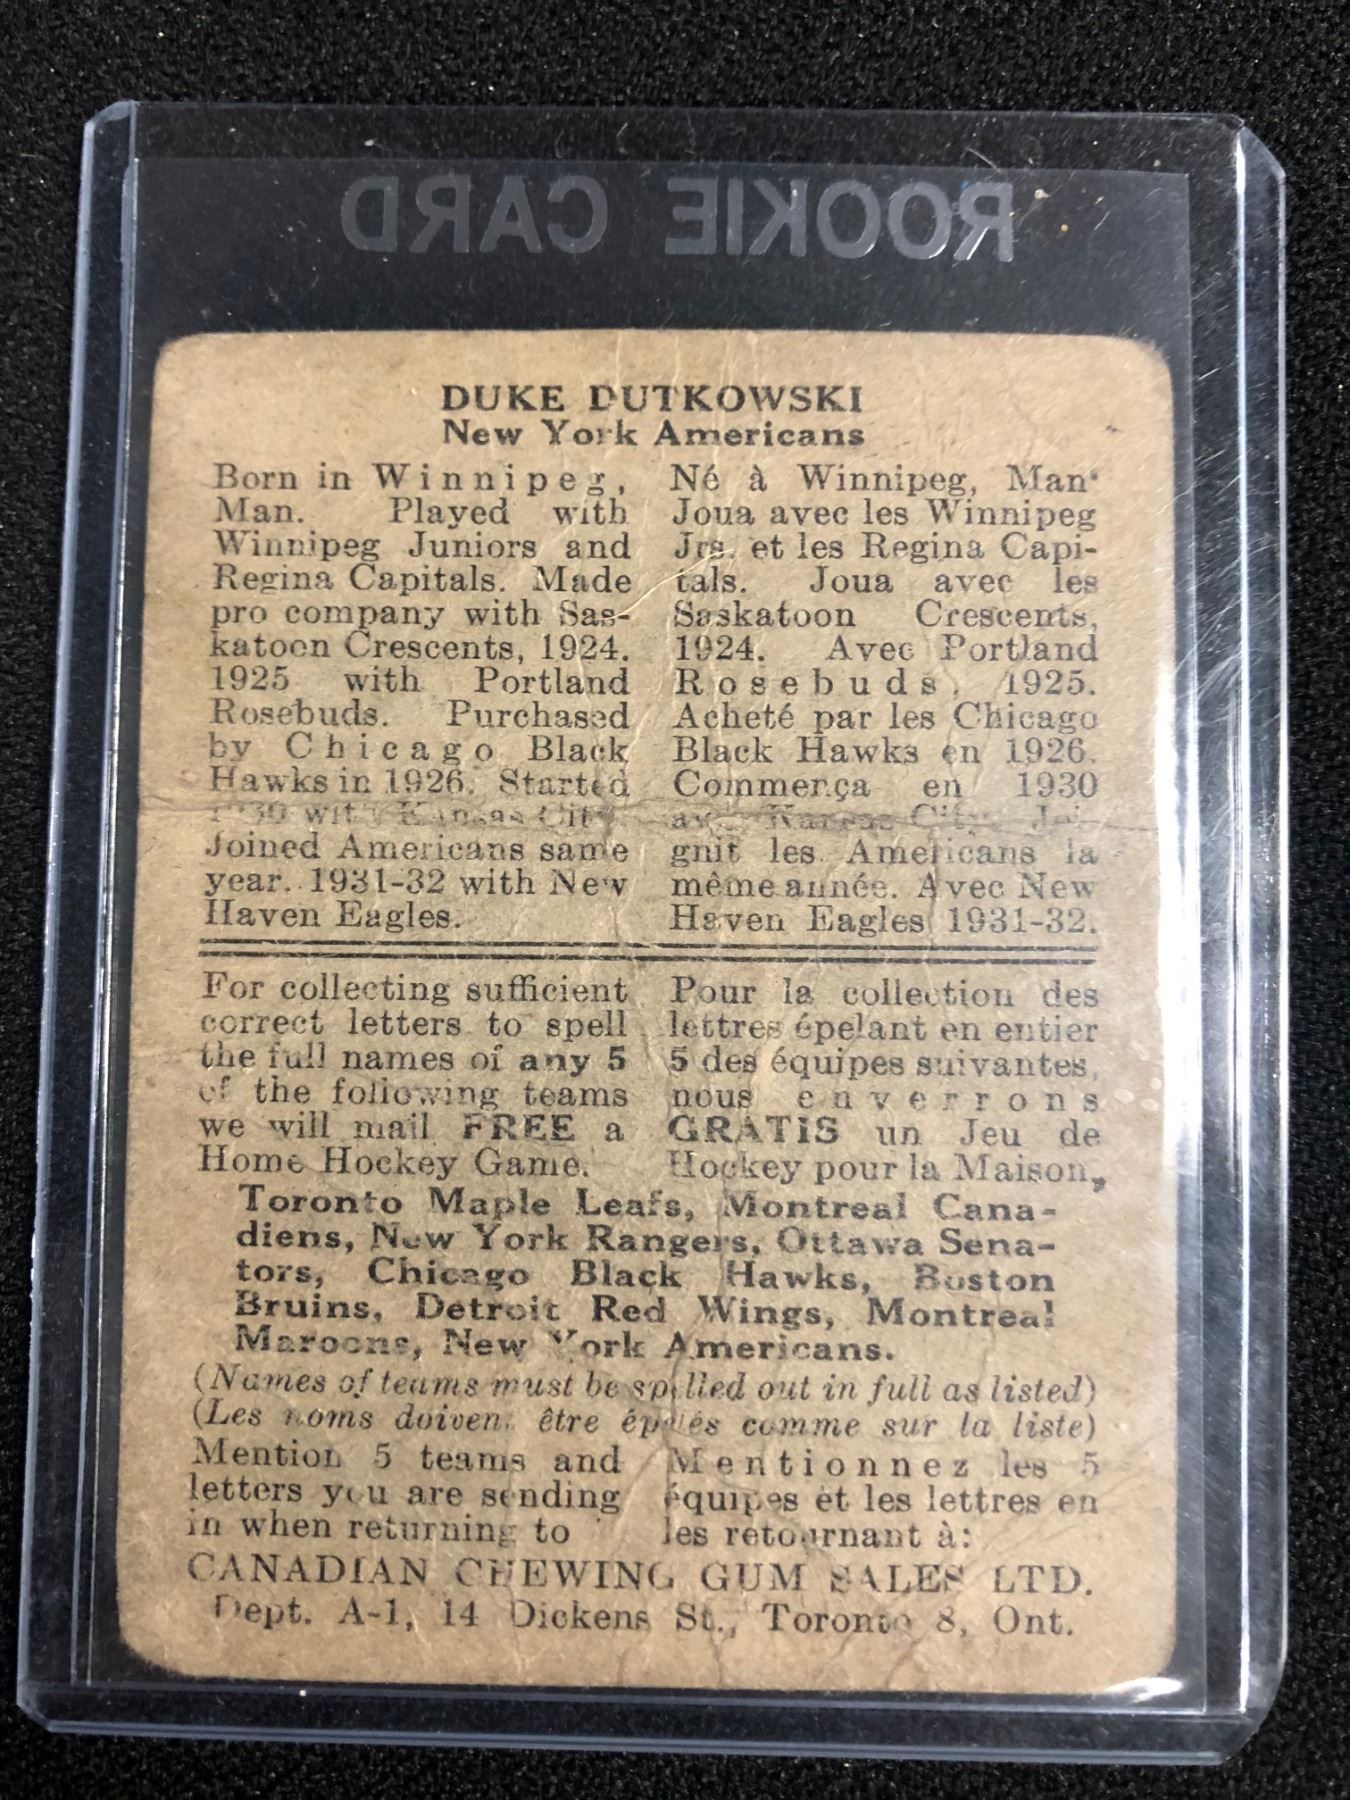 ROOKIE CARD
DUKE DUTKOWSKI
New York Americans
Born in Winnipeg,
Man. Played with
Winnipeg Juniors and
Regina Capitals. Made
pro company with Sas-
katoon Crescents, 1924.
1925 with Portland
Rosebuds. Purchased
by Chicago Black
Hawks in 1926. Started
1930 with Kansas City.
Joined Americans same
year. 1931-32 with New
Haven Eagles.
Né à Winnipeg, Man.
Joua avec les Winnipeg
Jrs. et les Regina Capi-
tals. Joua avec les
Saskatoon Crescents,
1924. Avec Portland
Rosebuds, 1925.
Acheté par les Chicago
Black Hawks en 1926.
Commerça en 1930
avec Kansas City. Joi-
gnit les Americans la
même année. Avec New
Haven Eagles 1931-32.
For collecting sufficient
correct letters to spell
the full names of any 5
of the following teams
we will mail FREE a
Home Hockey Game.
Pour la collection des
lettres épelant en entier
5 des équipes suivantes,
nous enverrons
GRATIS un Jeu de
Hockey pour la Maison,
Toronto Maple Leafs, Montreal Cana-
diens, New York Rangers, Ottawa Sena-
tors, Chicago Black Hawks, Boston
Bruins, Detroit Red Wings, Montreal
Maroons, New York Americans.
(Names of teams must be spelled out in full as listed)
(Les noms doivent être épelés comme sur la liste)
Mention 5 teams and
letters you are sending
in when returning to
Mentionnez les 5
équipes et les lettres en
les retournant à:
CANADIAN CHEWING GUM SALES LTD.
Dept. A-1, 14 Dickens St., Toronto 8, Ont.